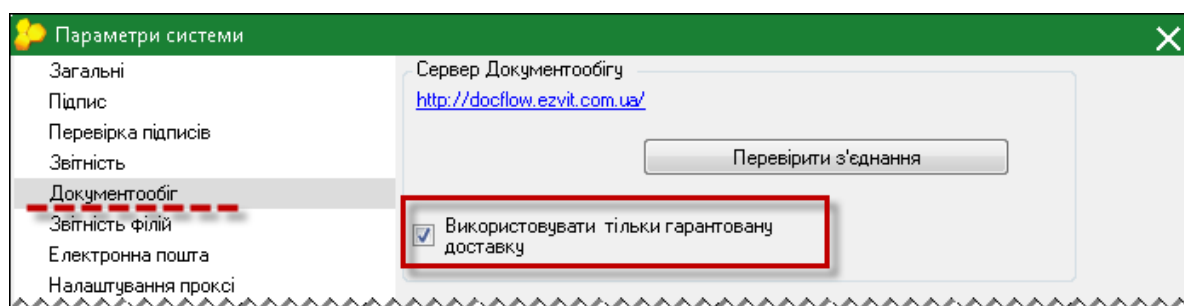 Параметри системи
Загальні
Підпис
Перевірка підписів
Звітність
Документообіг
Звітність філій
Електронна пошта
Налаштування проксі
Сервер Документообігу
http://docflow.ezvit.com.ua/
Перевірити з'єднання
Використовувати тільки гарантовану
доставку